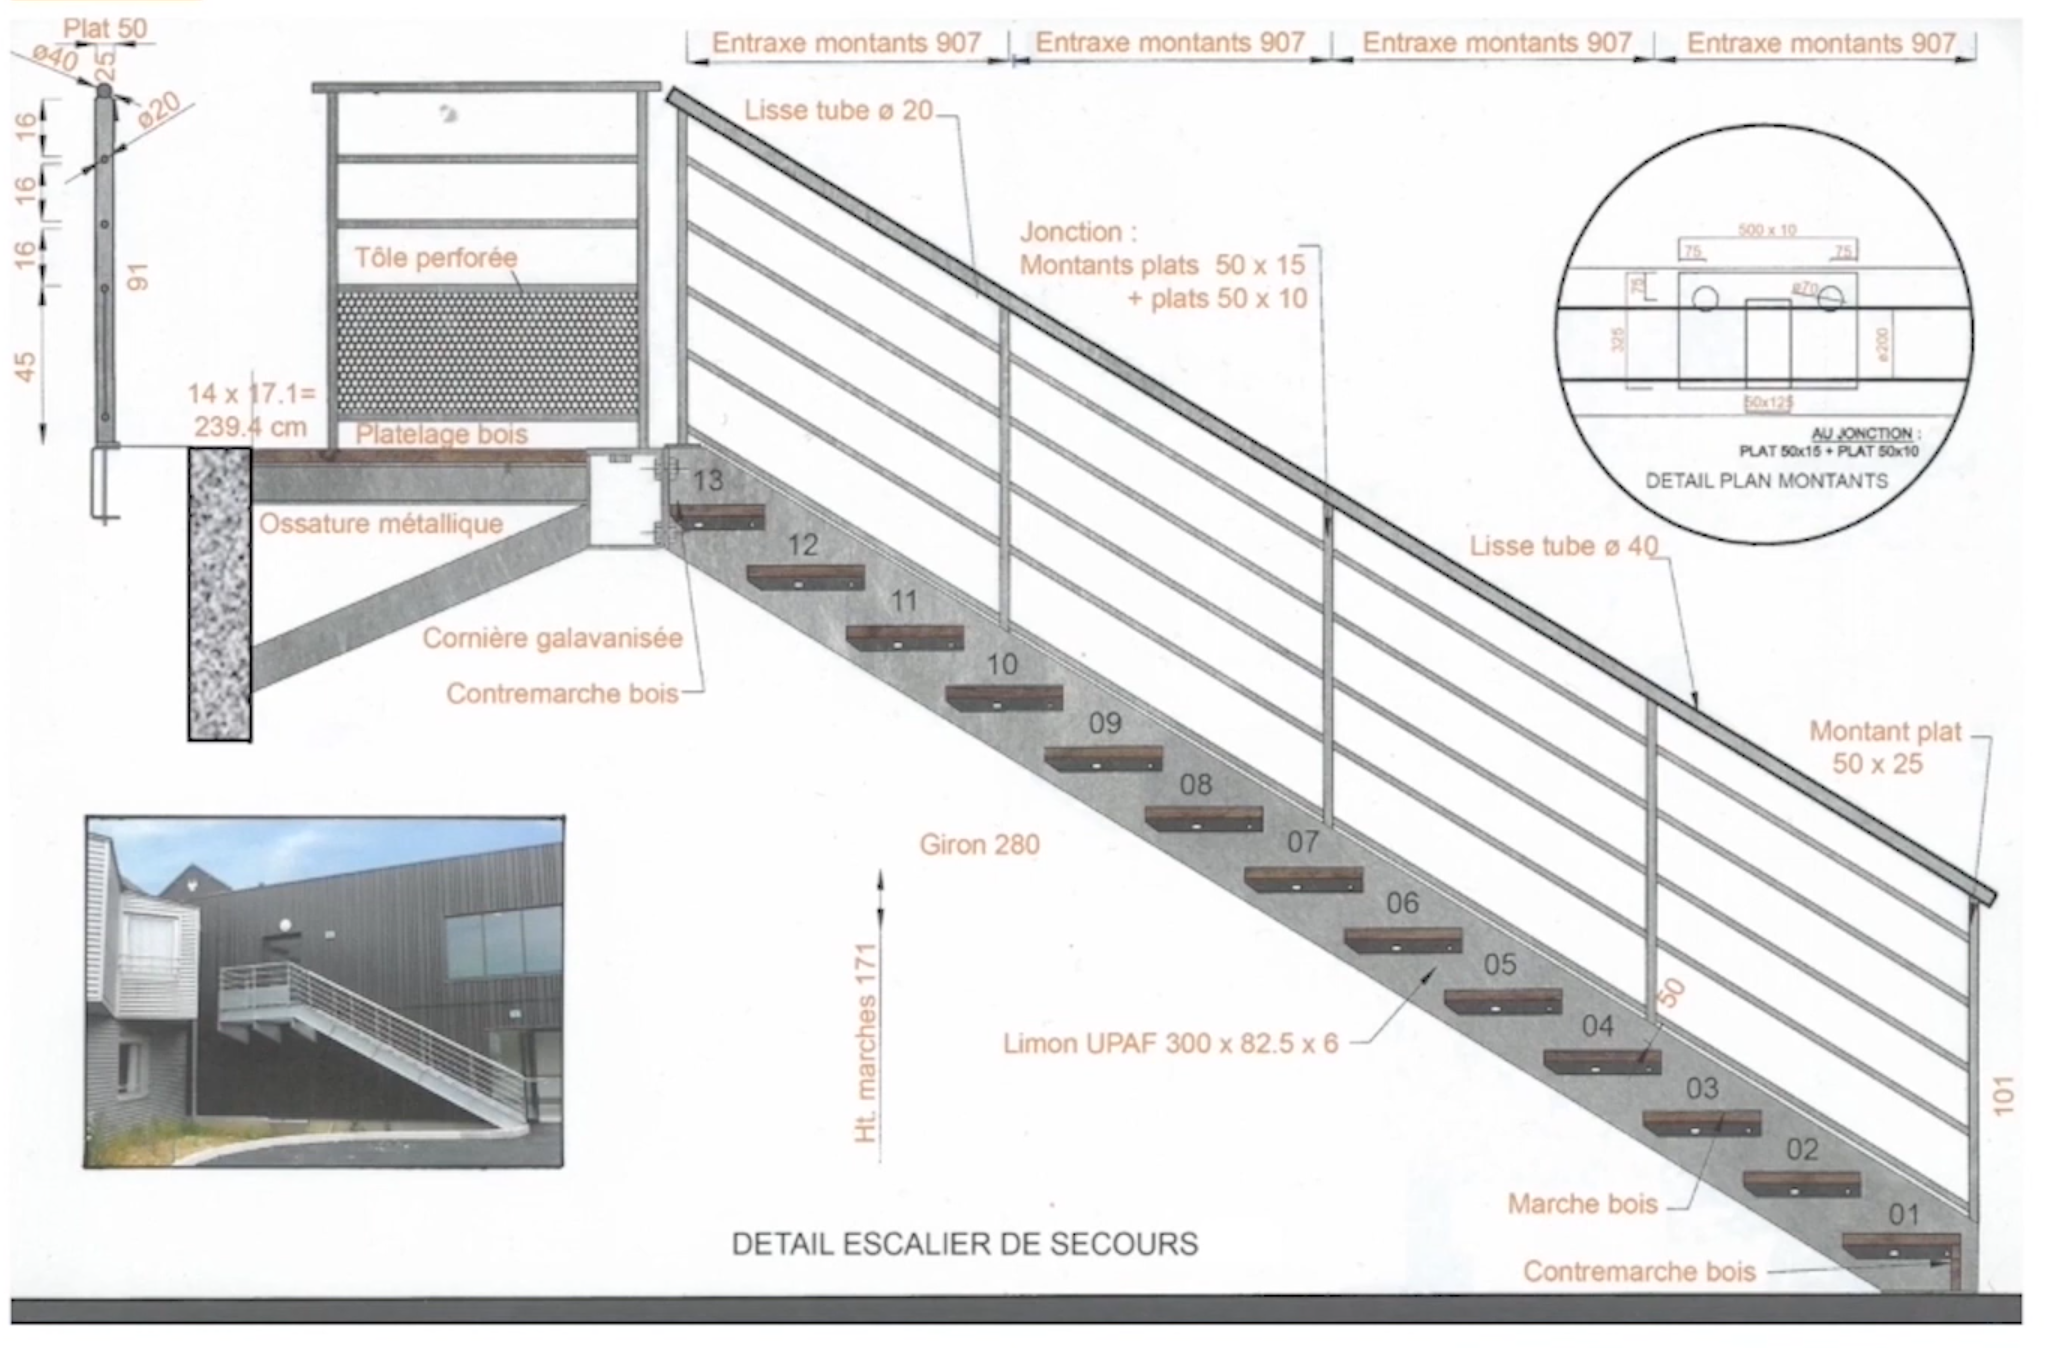 Plat 50
ø40
25
ø20
16
16
16
45
91
Entraxe montants 907
Entraxe montants 907
Entraxe montants 907
Entraxe montants 907
Lisse tube ø 20
Jonction :
Montants plats 50 x 15
+ plats 50 x 10
Tôle perforée
14 x 17.1=
239.4 cm
Platelage bois
Ossature métallique
Cornière galavanisée
Contremarche bois
500 x 10
75
75
75
ø70
325
ø200
50x125
AU JONCTION :
PLAT 50x15 + PLAT 50x10
DETAIL PLAN MONTANTS
Lisse tube ø 40
Montant plat
50 x 25
13
12
11
10
09
08
07
06
05
04
03
02
01
Giron 280
Ht. marches 171
Limon UPAF 300 x 82.5 x 6
50
101
Marche bois
Contremarche bois
DETAIL ESCALIER DE SECOURS